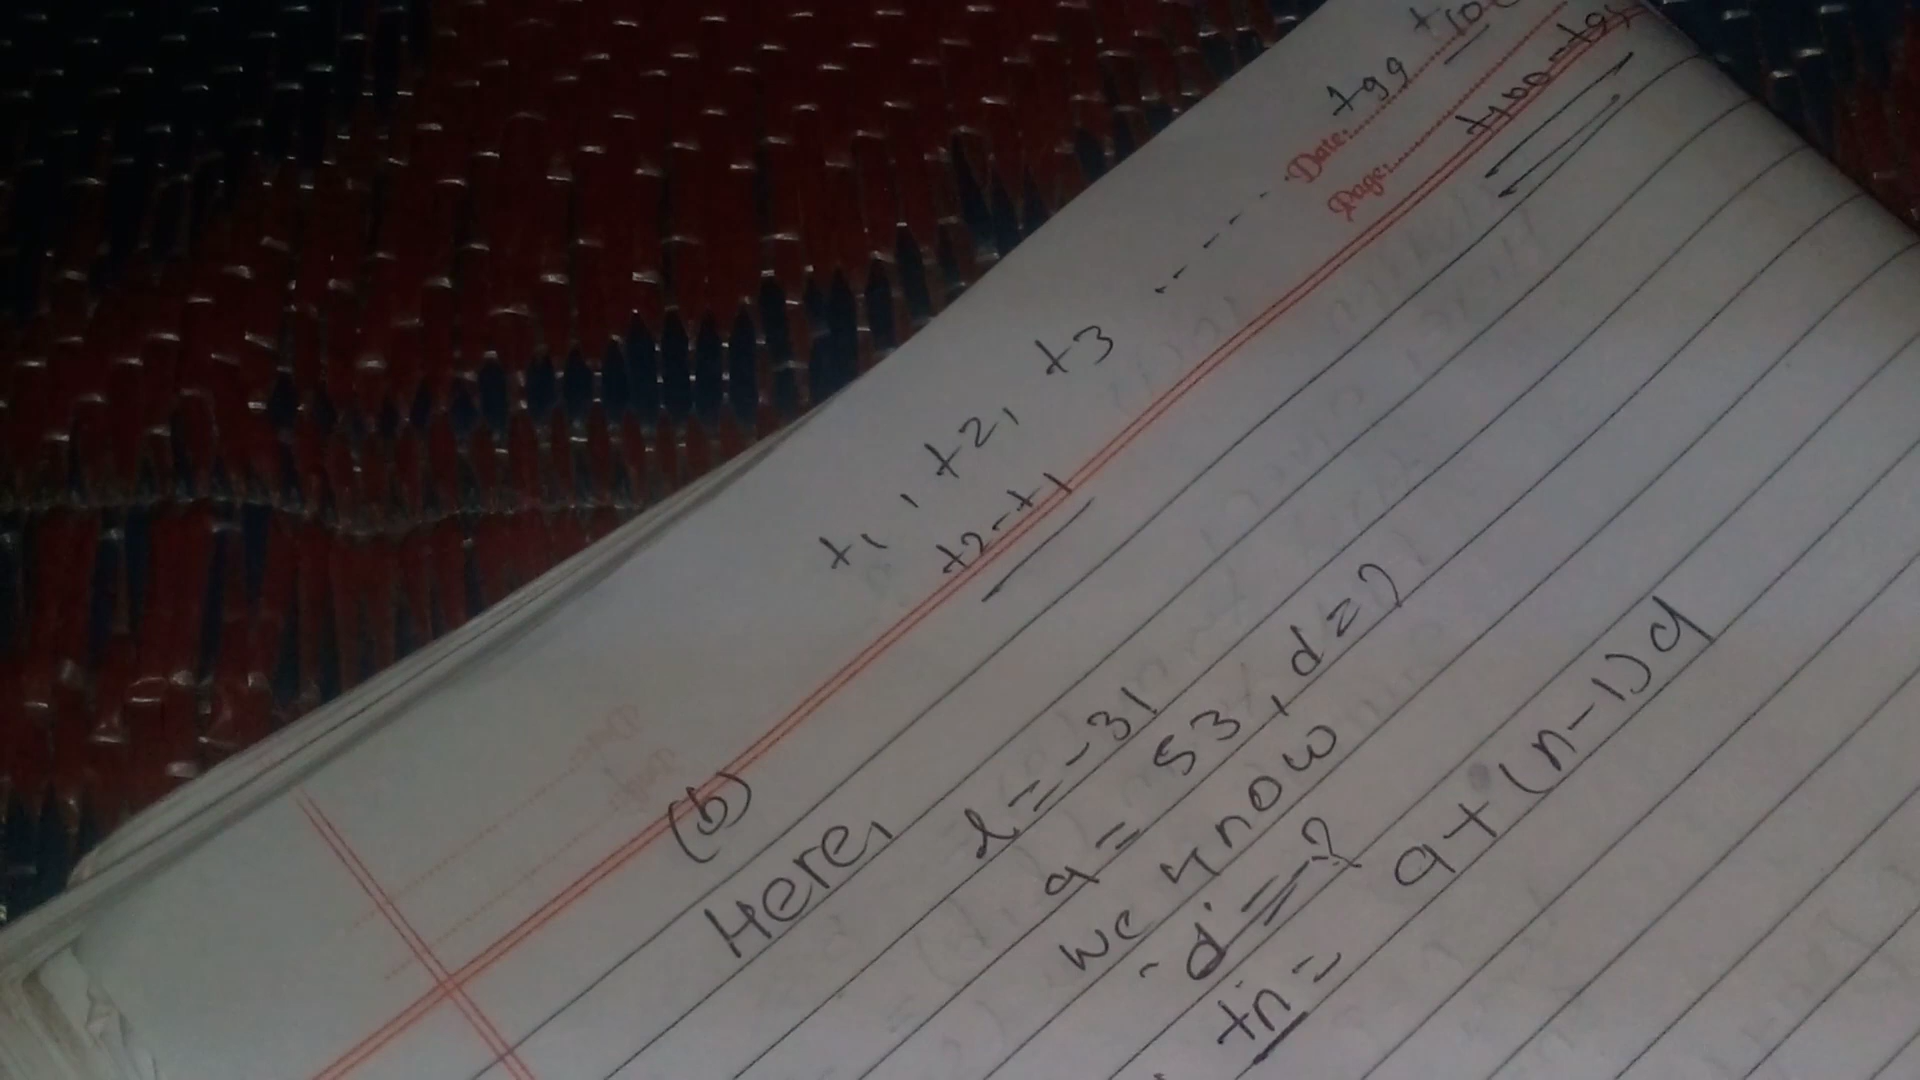 t1, t2, t3 ------ t99 t100
Date:
Page:
t2-t1 t100-t99
(b)
Here,
l=-31
a= 53, d=?
we know
d=?
tn= a+(n-1)d